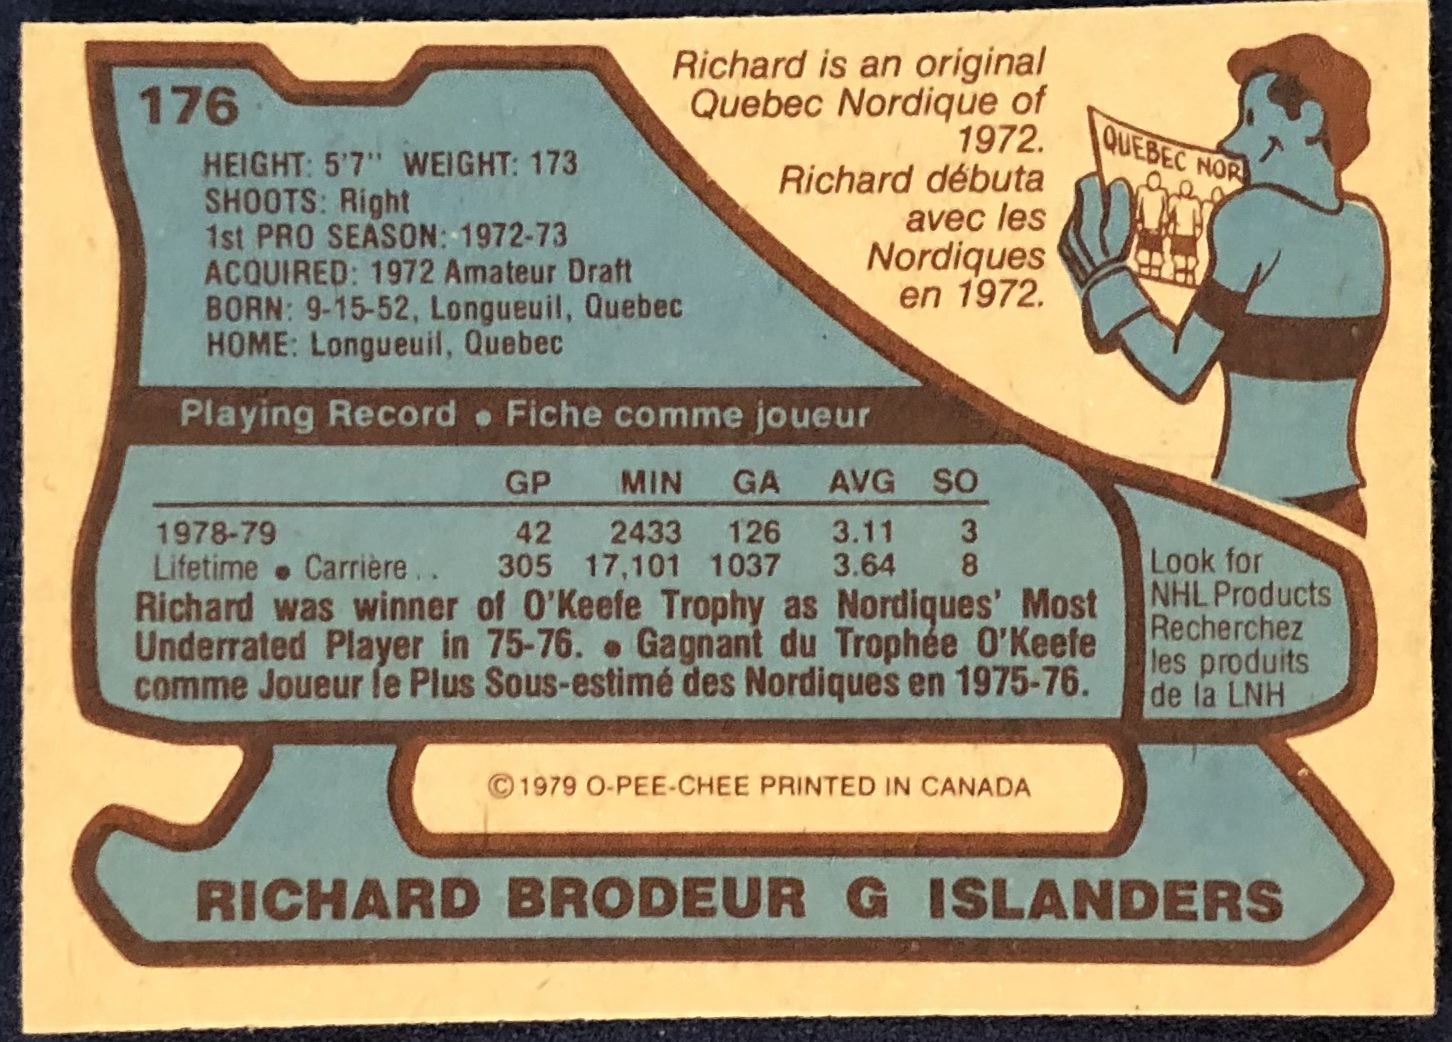 176
HEIGHT: 5'7" WEIGHT: 173
SHOOTS: Right
1st PRO SEASON: 1972-73
ACQUIRED: 1972 Amateur Draft
BORN: 9-15-52, Longueuil, Quebec
HOME: Longueuil, Quebec
Richard is an original
Quebec Nordique of
1972.
Richard débuta
avec les
Nordiques
en 1972.
QUEBEC NOR
Playing Record • Fiche comme joueur
GP MIN GA AVG SO
1978-79 42 2433 126 3.11 3
Lifetime • Carrière . . 305 17,101 1037 3.64 8
Richard was winner of O'Keefe Trophy as Nordiques' Most
Underrated Player in 75-76. • Gagnant du Trophée O'Keefe
comme Joueur le Plus Sous-estimé des Nordiques en 1975-76.
Look for
NHL Products
Recherchez
les produits
de la LNH
©1979 O-PEE-CHEE PRINTED IN CANADA
RICHARD BRODEUR G ISLANDERS